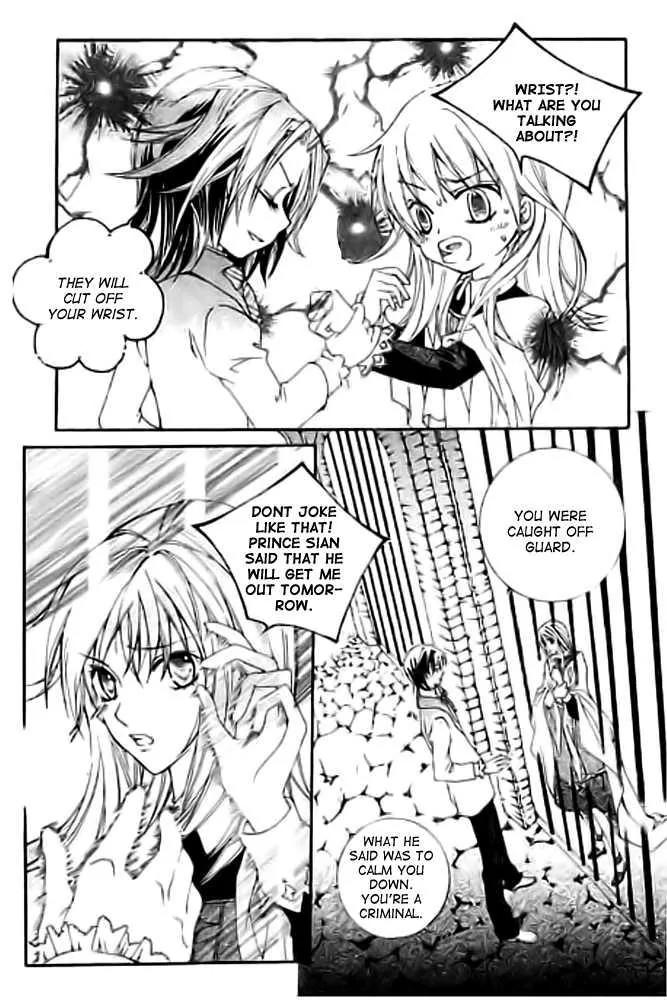 WRIST?!
WHAT ARE YOU
TALKING
ABOUT?!
THEY WILL
CUT OFF
YOUR WRIST.
DONT JOKE
LIKE THAT!
PRINCE SIAN
SAID THAT HE
WILL GET ME
OUT TOMOR-
ROW.
YOU WERE
CAUGHT OFF
GUARD.
WHAT HE
SAID WAS TO
CALM YOU
DOWN.
YOU'RE A
CRIMINAL.